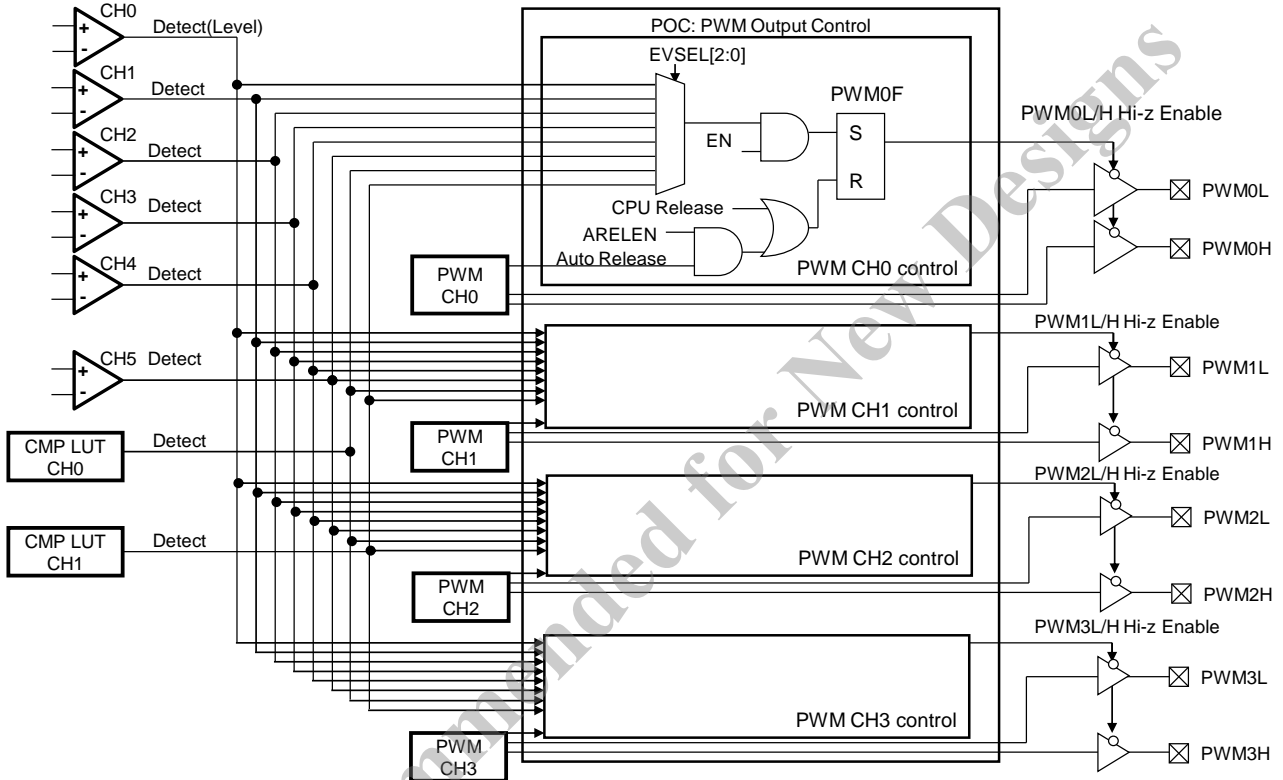 CH0
+
-
Detect(Level)
CH1
+
-
Detect
CH2
+
-
Detect
CH3
+
-
Detect
CH4
+
-
Detect
CH5
+
-
Detect
CMP LUT
CH0
Detect
CMP LUT
CH1
Detect
POC: PWM Output Control
EVSEL[2:0]
PWM0F
EN
S
R
CPU Release
ARELEN
Auto Release
PWM CH0 control
PWM
CH0
PWM0L/H Hi-z Enable
PWM0L
PWM0H
PWM CH1 control
PWM
CH1
PWM1L/H Hi-z Enable
PWM1L
PWM1H
PWM CH2 control
PWM
CH2
PWM2L/H Hi-z Enable
PWM2L
PWM2H
PWM CH3 control
PWM
CH3
PWM3L/H Hi-z Enable
PWM3L
PWM3H
mmended for New Designs